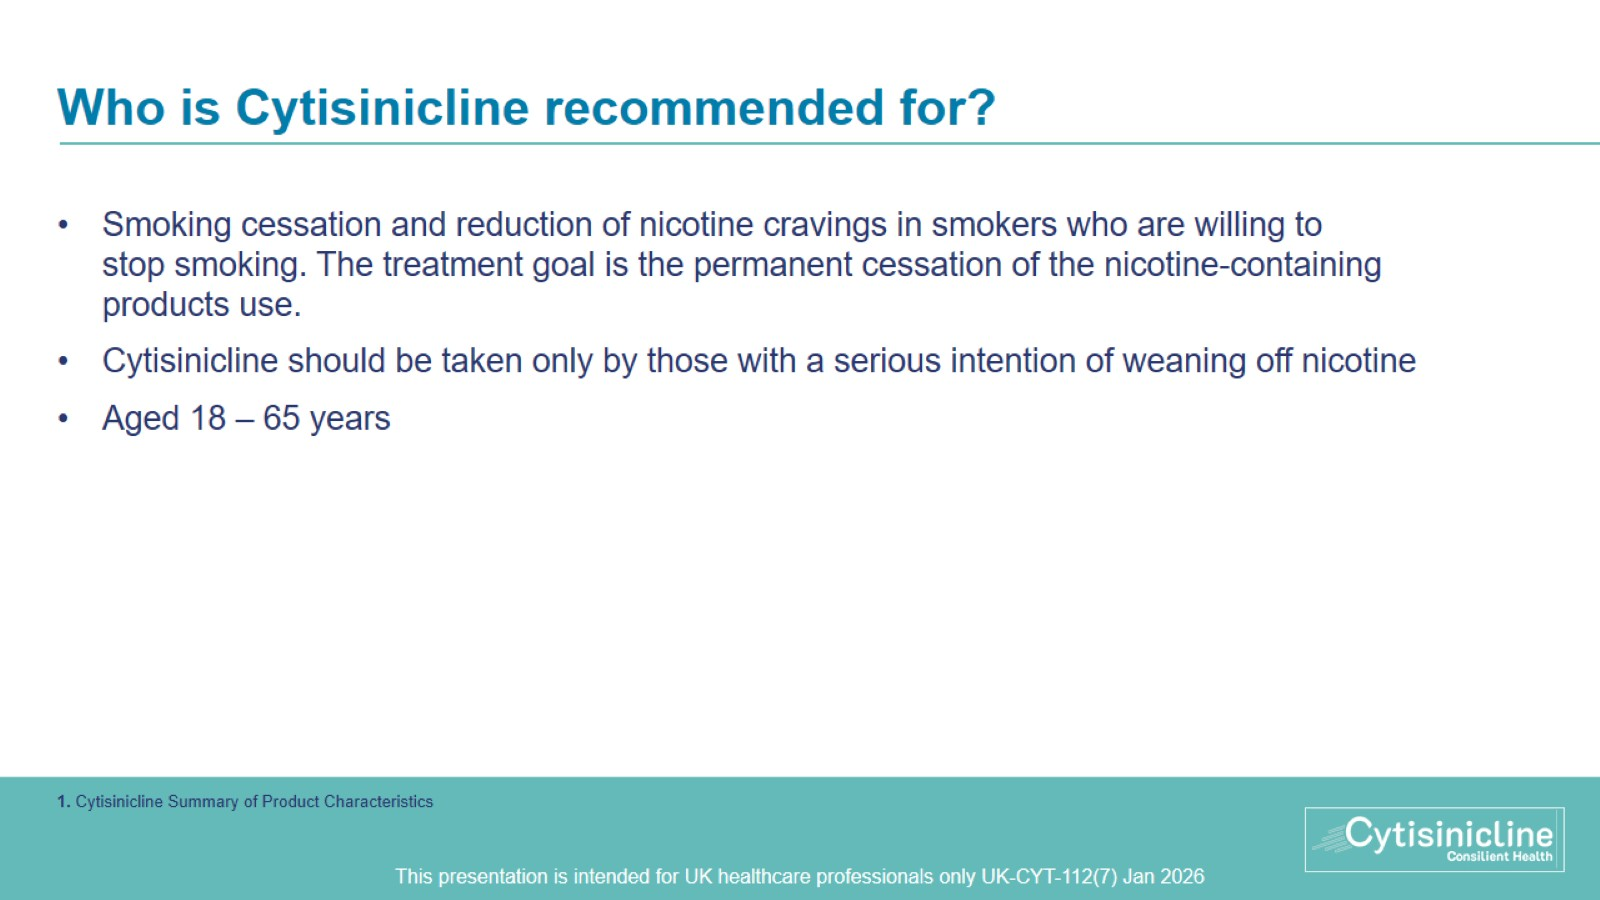 Who is Cytisinicline recommended for?
• Smoking cessation and reduction of nicotine cravings in smokers who are willing to
stop smoking. The treatment goal is the permanent cessation of the nicotine-containing
products use.
• Cytisinicline should be taken only by those with a serious intention of weaning off nicotine
• Aged 18 – 65 years
1. Cytisinicline Summary of Product Characteristics
Cytisinicline
Consilient Health
This presentation is intended for UK healthcare professionals only UK-CYT-112(7) Jan 2026